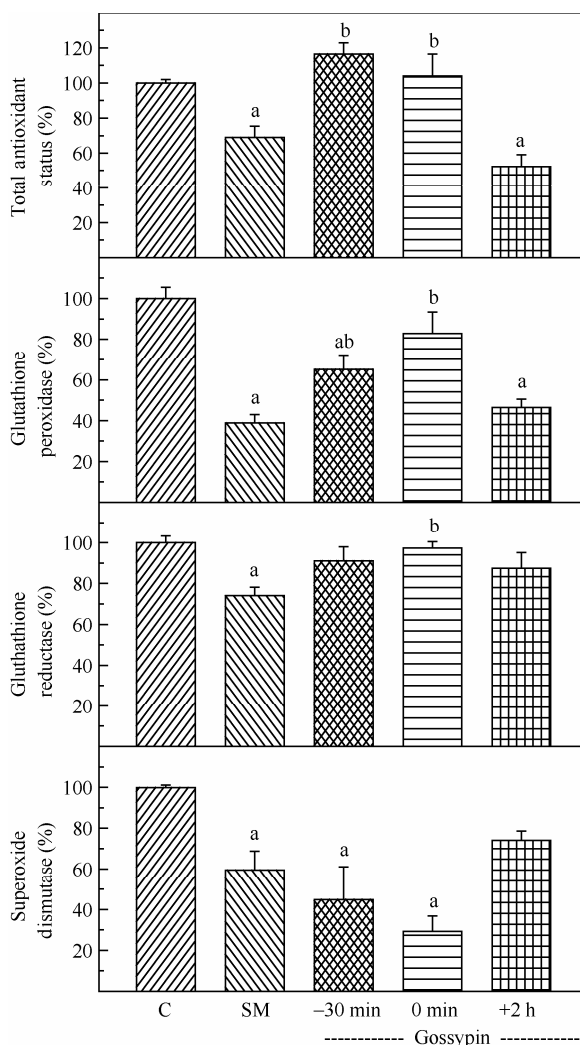 b
b
120
100
a
80
a
60
40
20
Total antioxidant
status (%)
100
b
80
ab
60
a
a
40
20
Glutathione
peroxidase (%)
100
b
80
a
60
40
20
Gluthathione
reductase (%)
100
80
a
a
60
a
40
20
Superoxide
dismutase (%)
C SM –30 min 0 min +2 h
---------- Gossypin ----------